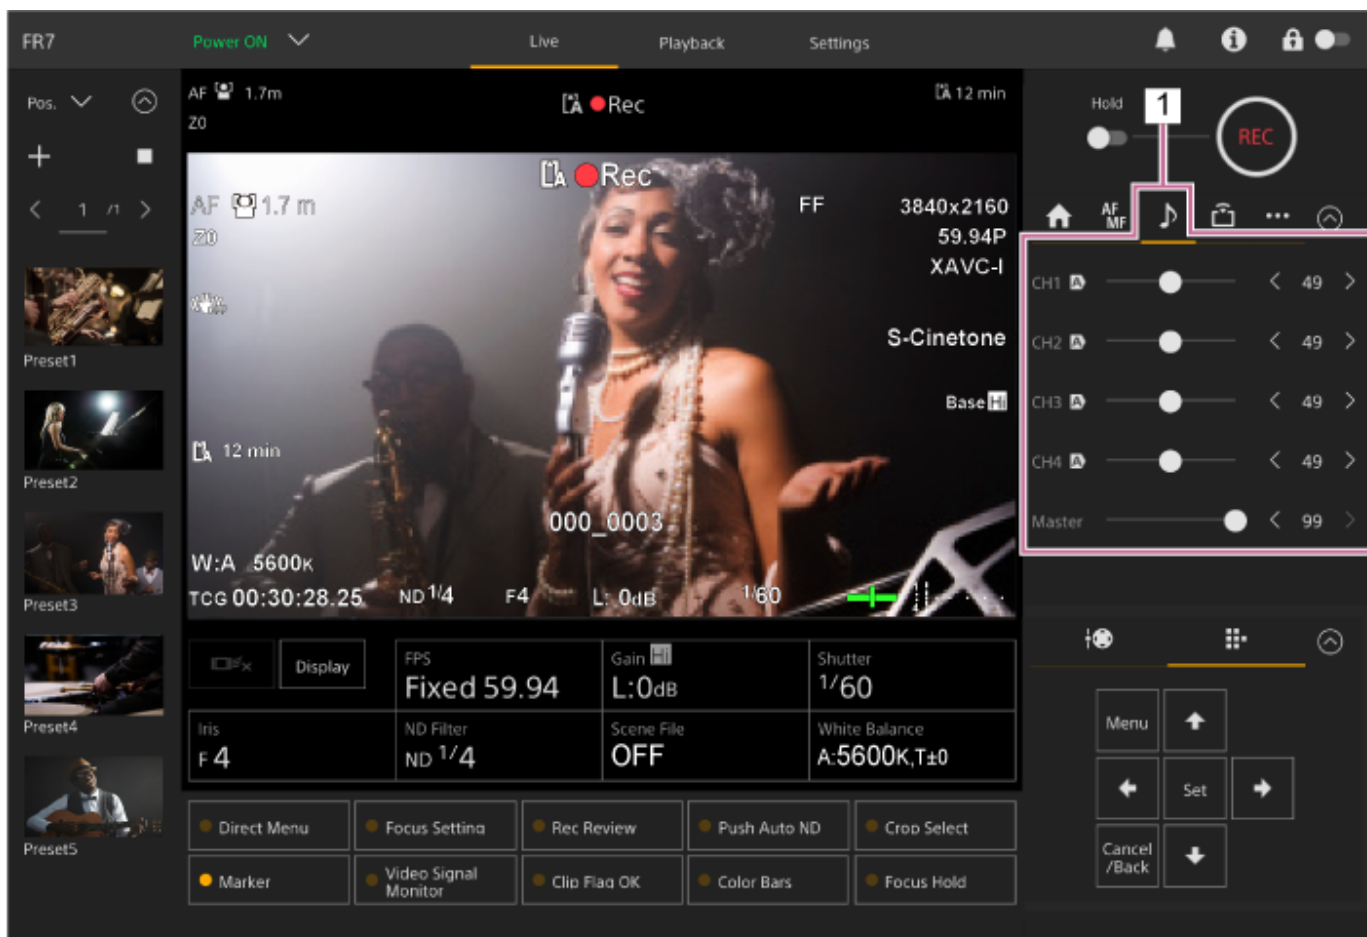 FR7
Power ON
Live
Playback
Settings
Pos.
1 /1
Preset1
Preset2
Preset3
Preset4
Preset5
AF 1.7m
Z0
A Rec
A 12 min
A Rec
AF 1.7 m
Z0
FF
3840x2160
59.94P
XAVC-I
S-Cinetone
Base Hi
A 12 min
000_0003
W:A 5600K
TCG 00:30:28.25 ND 1/4 F4 L: 0dB 1/60
Display
FPS
Fixed 59.94
Gain Hi
L:0dB
Shutter
1/60
Iris
F 4
ND Filter
ND 1/4
Scene File
OFF
White Balance
A:5600K,T±0
Direct Menu
Focus Setting
Rec Review
Push Auto ND
Crop Select
Marker
Video Signal
Monitor
Clip Flag OK
Color Bars
Focus Hold
Hold
1
REC
AF
MF
CH1 A 49
CH2 A 49
CH3 A 49
CH4 A 49
Master 99
Menu
Set
Cancel
/Back